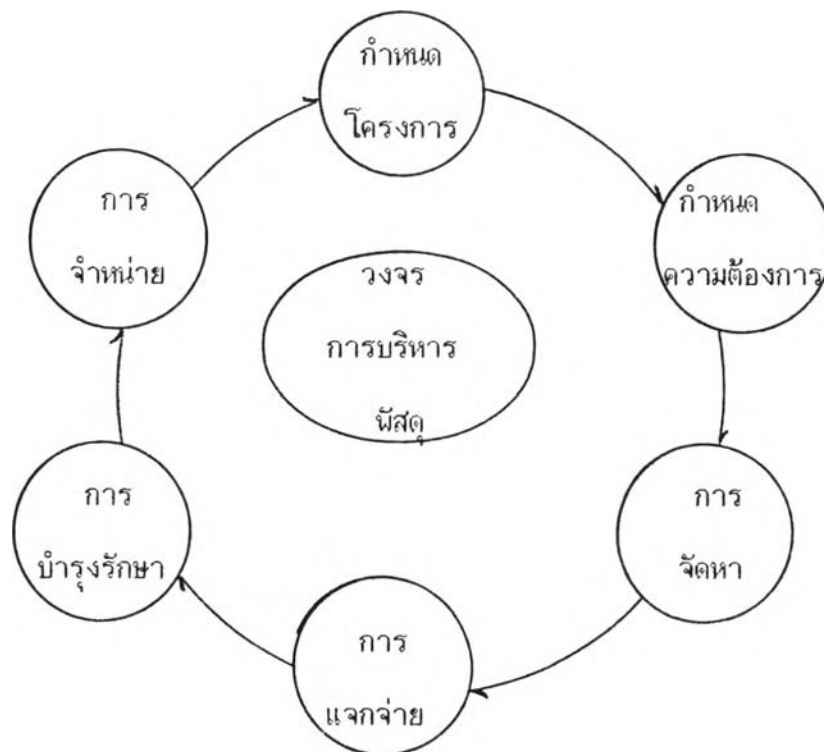 กำหนด
โครงการ
กำหนด
ความต้องการ
การ
จัดหา
การ
แจกจ่าย
การ
บำรุงรักษา
การ
จำหน่าย
วงจร
การบริหาร
พัสดุ